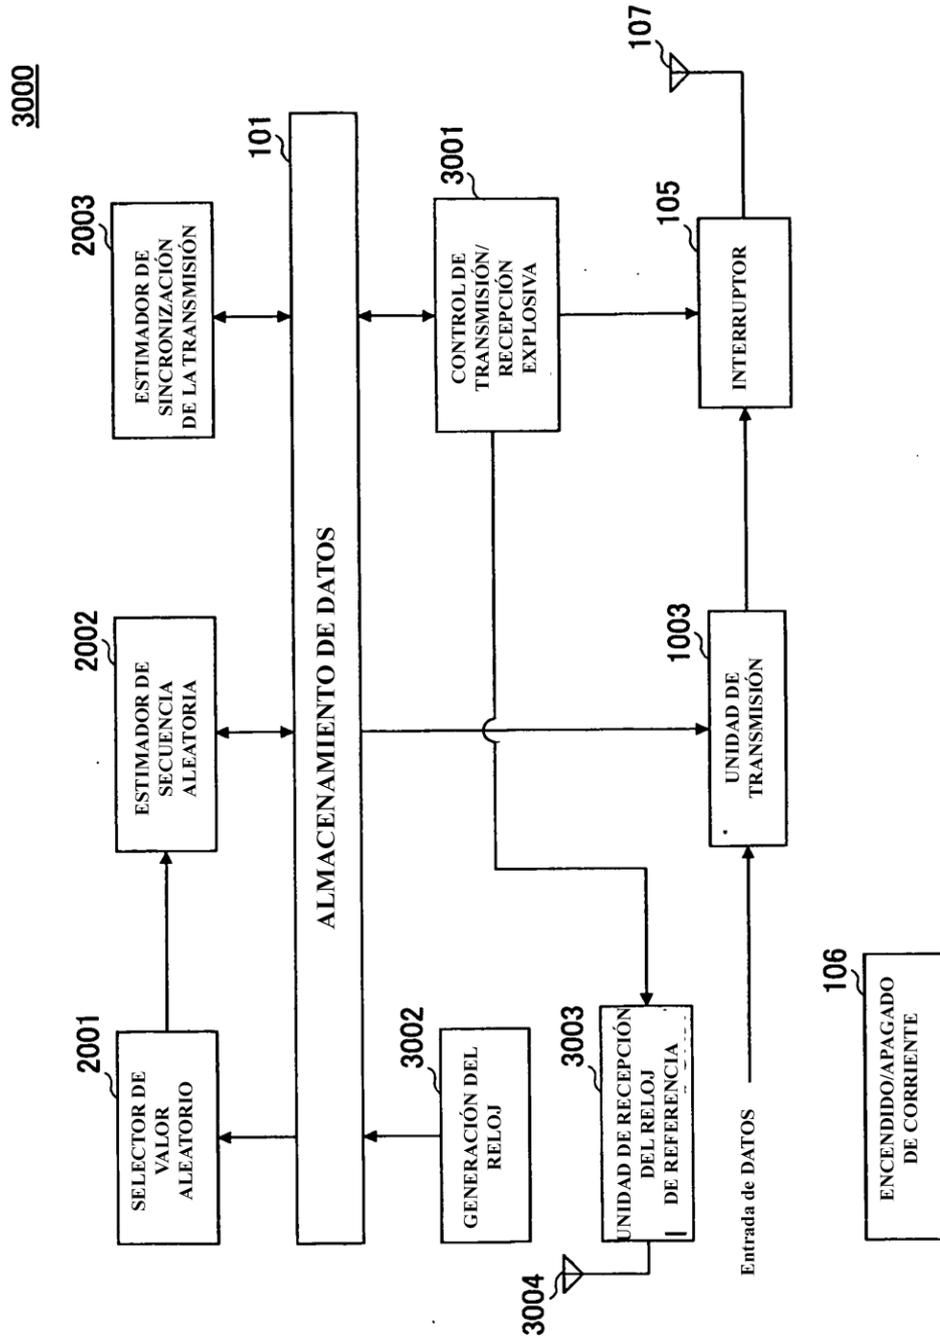 3000
2001
SELECTOR DE
VALOR
ALEATORIO
2002
ESTIMADOR DE
SECUENCIA
ALEATORIA
2003
ESTIMADOR DE
SINCRONIZACIÓN
DE LA TRANSMISIÓN
101
ALMACENAMIENTO DE DATOS
3002
GENERACIÓN DEL
RELOJ
3001
CONTROL DE
TRANSMISIÓN/
RECEPCIÓN
EXPLOSIVA
3004
3003
UNIDAD DE RECEPCIÓN
DEL RELOJ
DE REFERENCIA
1003
UNIDAD DE
TRANSMISIÓN
105
INTERRUPTOR
107
Entrada de DATOS
106
ENCENDIDO/APAGADO
DE CORRIENTE